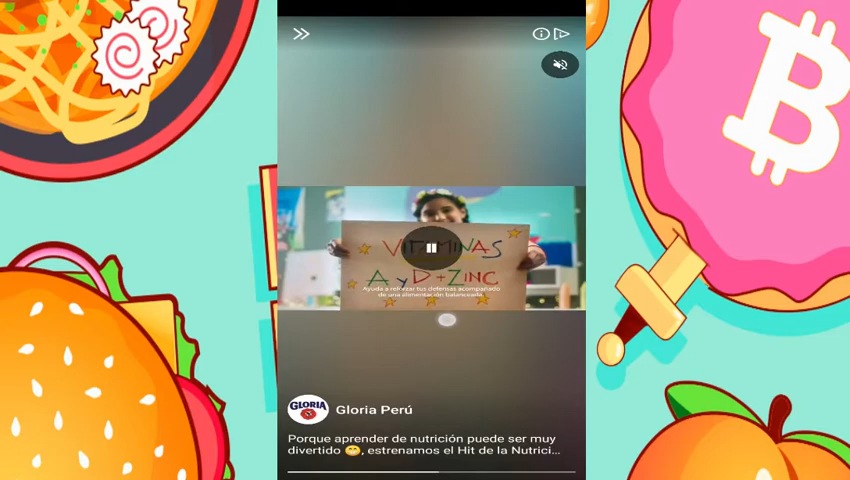 VITAMINAS
A y D + ZINC
Ayuda a reforzar tus defensas acompañado
de una alimentación balanceada.
GLORIA
Gloria Perú
Porque aprender de nutrición puede ser muy
divertido 😁, estrenamos el Hit de la Nutrici...